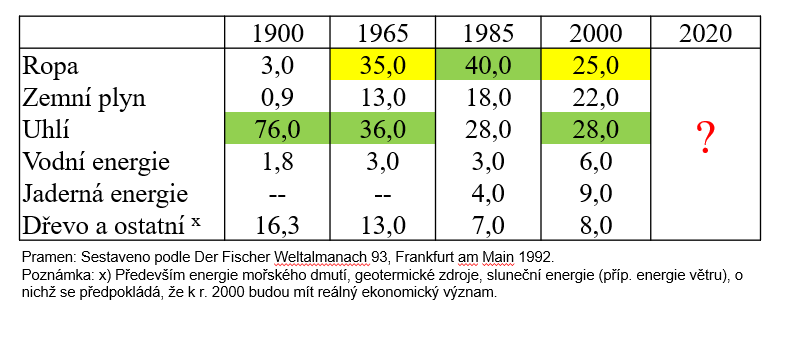 1900 1965 1985 2000 2020
Ropa 3,0 35,0 40,0 25,0
Zemní plyn 0,9 13,0 18,0 22,0
Uhlí 76,0 36,0 28,0 28,0 ?
Vodní energie 1,8 3,0 3,0 6,0
Jaderná energie -- -- 4,0 9,0
Dřevo a ostatní x 16,3 13,0 7,0 8,0
Pramen: Sestaveno podle Der Fischer Weltalmanach 93, Frankfurt am Main 1992.
Poznámka: x) Především energie mořského dmutí, geotermické zdroje, sluneční energie (příp. energie větru), o
nichž se předpokládá, že k r. 2000 budou mít reálný ekonomický význam.